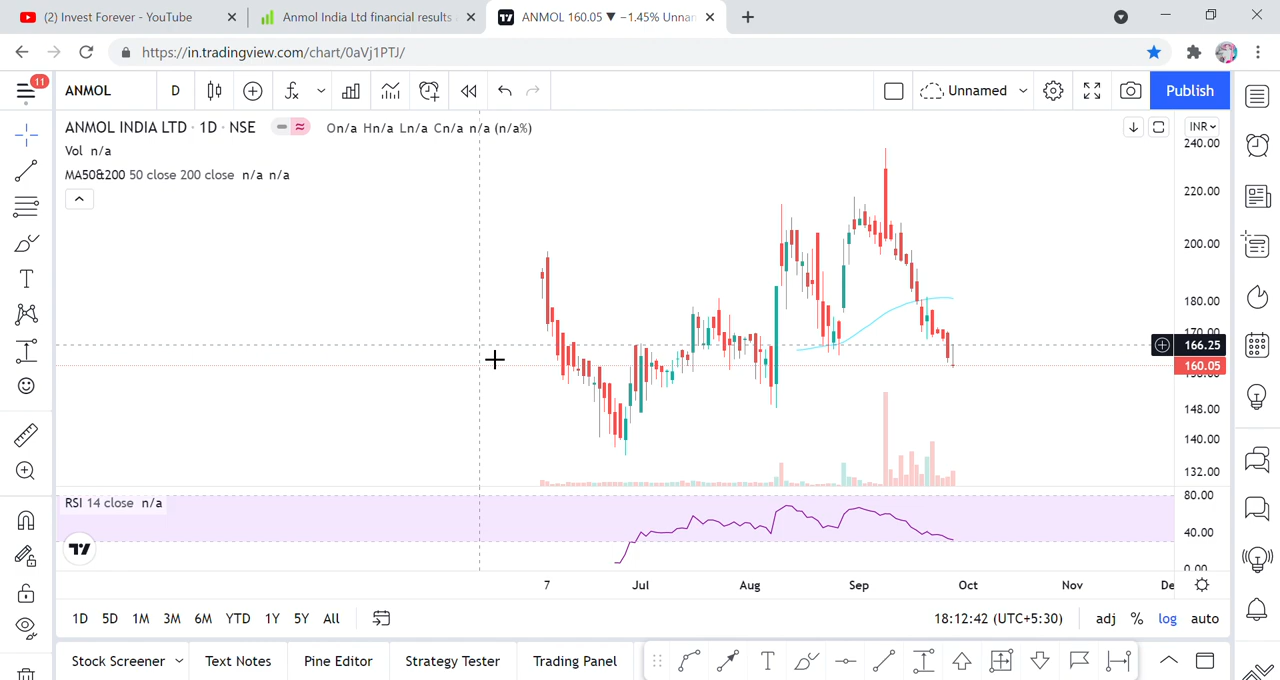 (2) Invest Forever - YouTube
Anmol India Ltd financial results
ANMOL 160.05 ▼ −1.45% Unnan
https://in.tradingview.com/chart/0aVj1PTJ/
11
ANMOL
D
Unnamed
Publish
ANMOL INDIA LTD · 1D · NSE
On/a Hn/a Ln/a Cn/a n/a (n/a%)
INR
Vol n/a
MA50&200 50 close 200 close n/a n/a
240.00
220.00
200.00
180.00
170.00
166.25
160.05
148.00
140.00
132.00
RSI 14 close n/a
80.00
40.00
0.00
7
Jul
Aug
Sep
Oct
Nov
De
1D 5D 1M 3M 6M YTD 1Y 5Y All
18:12:42 (UTC+5:30)
adj % log auto
Stock Screener
Text Notes
Pine Editor
Strategy Tester
Trading Panel